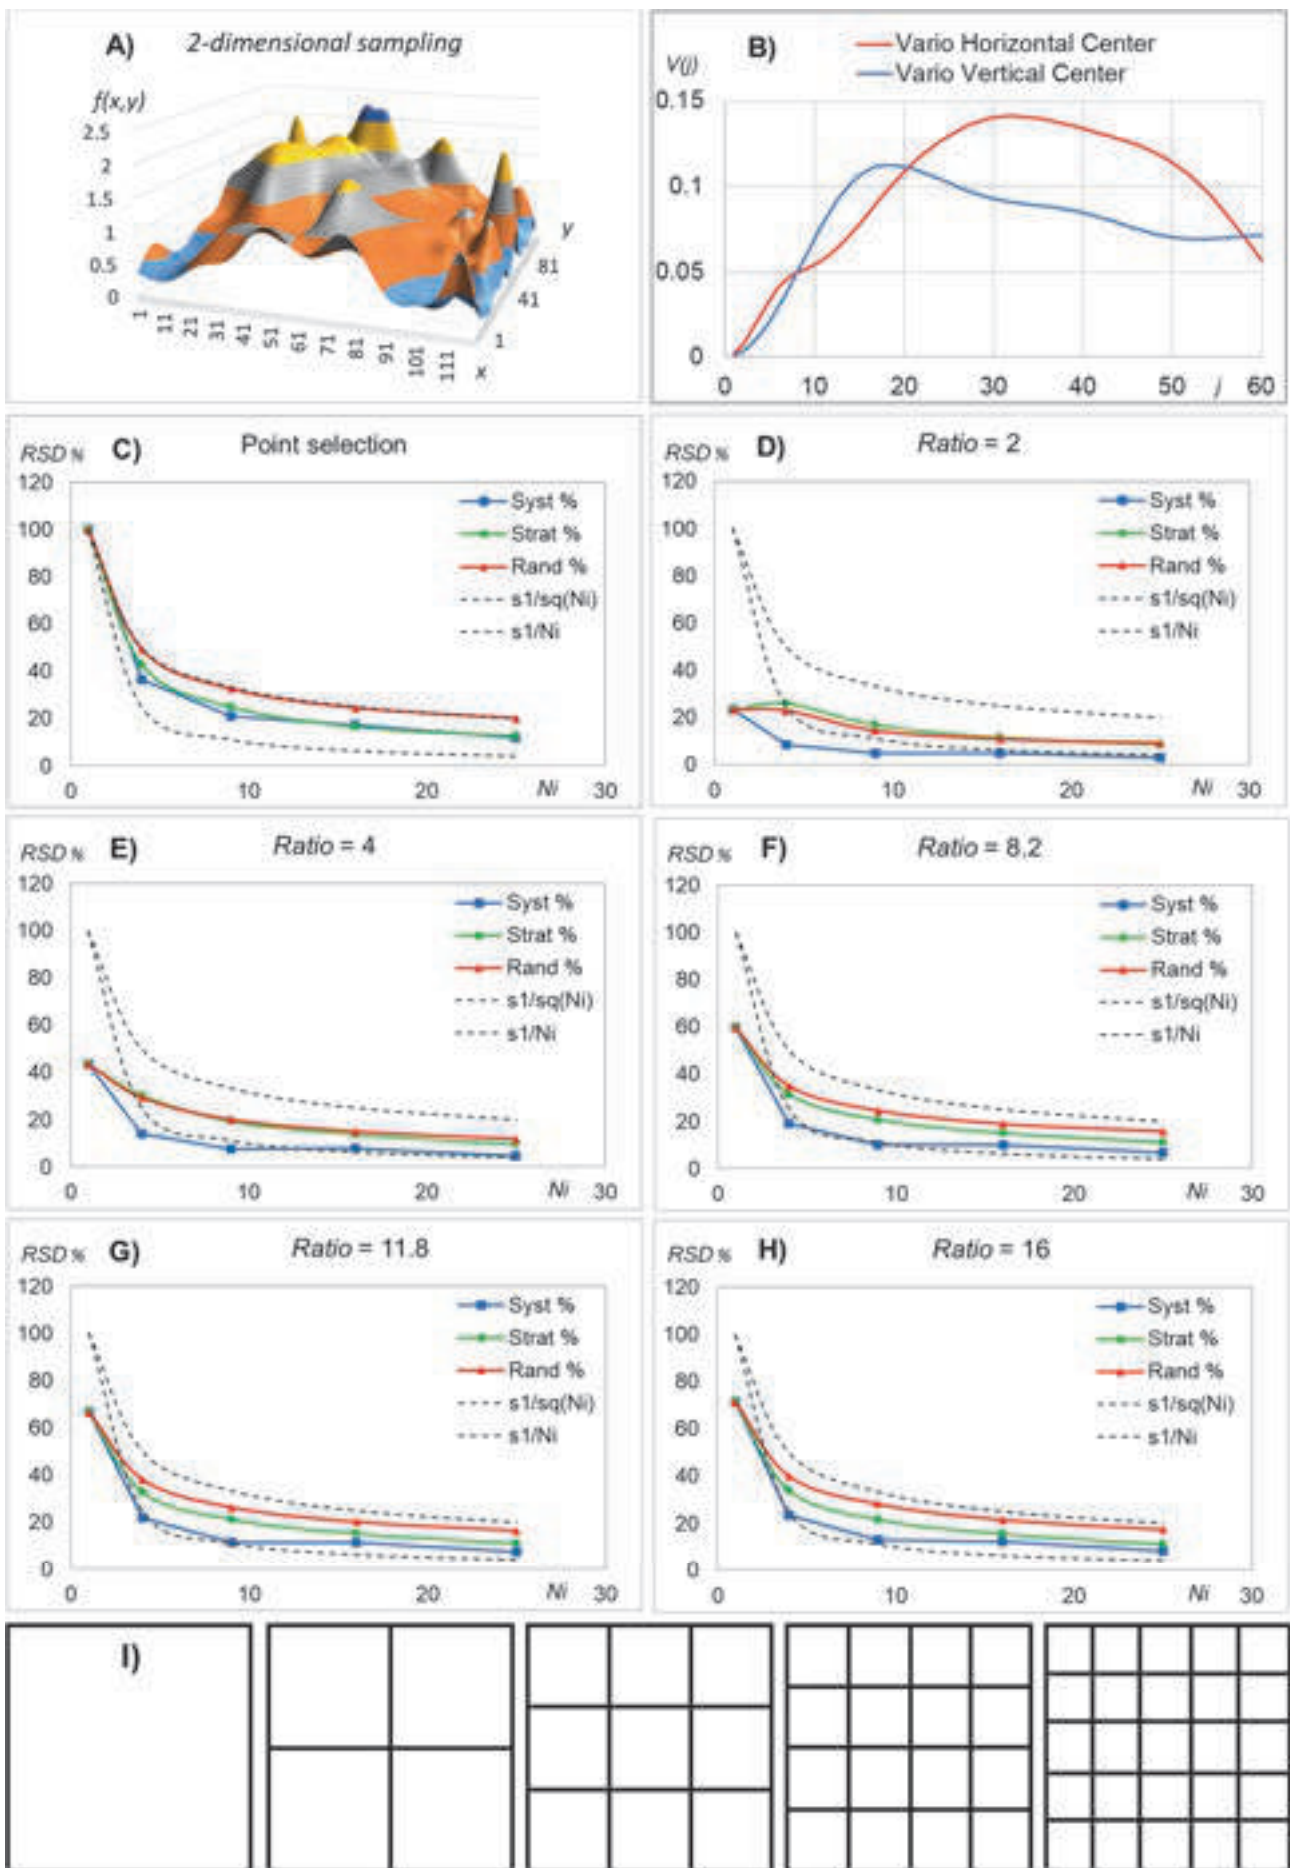 A) 2-dimensional sampling
f(x,y)
2.5
2
1.5
1
0.5
0
1 11 21 31 41 51 61 71 81 91 101 111 x
1 41 81 y
B)
Vario Horizontal Center
Vario Vertical Center
V(j)
0.15
0.1
0.05
0
0 10 20 30 40 50 j 60
RSD % C) Point selection
120
100
80
60
40
20
0
0 10 20 Ni 30
Syst %
Strat %
Rand %
s1/sq(Ni)
s1/Ni
RSD % D) Ratio = 2
120
100
80
60
40
20
0
0 10 20 Ni 30
Syst %
Strat %
Rand %
s1/sq(Ni)
s1/Ni
RSD % E) Ratio = 4
120
100
80
60
40
20
0
0 10 20 Ni 30
Syst %
Strat %
Rand %
s1/sq(Ni)
s1/Ni
RSD % F) Ratio = 8.2
120
100
80
60
40
20
0
0 10 20 Ni 30
Syst %
Strat %
Rand %
s1/sq(Ni)
s1/Ni
RSD % G) Ratio = 11.8
120
100
80
60
40
20
0
0 10 20 Ni 30
Syst %
Strat %
Rand %
s1/sq(Ni)
s1/Ni
RSD % H) Ratio = 16
120
100
80
60
40
20
0
0 10 20 Ni 30
Syst %
Strat %
Rand %
s1/sq(Ni)
s1/Ni
I)